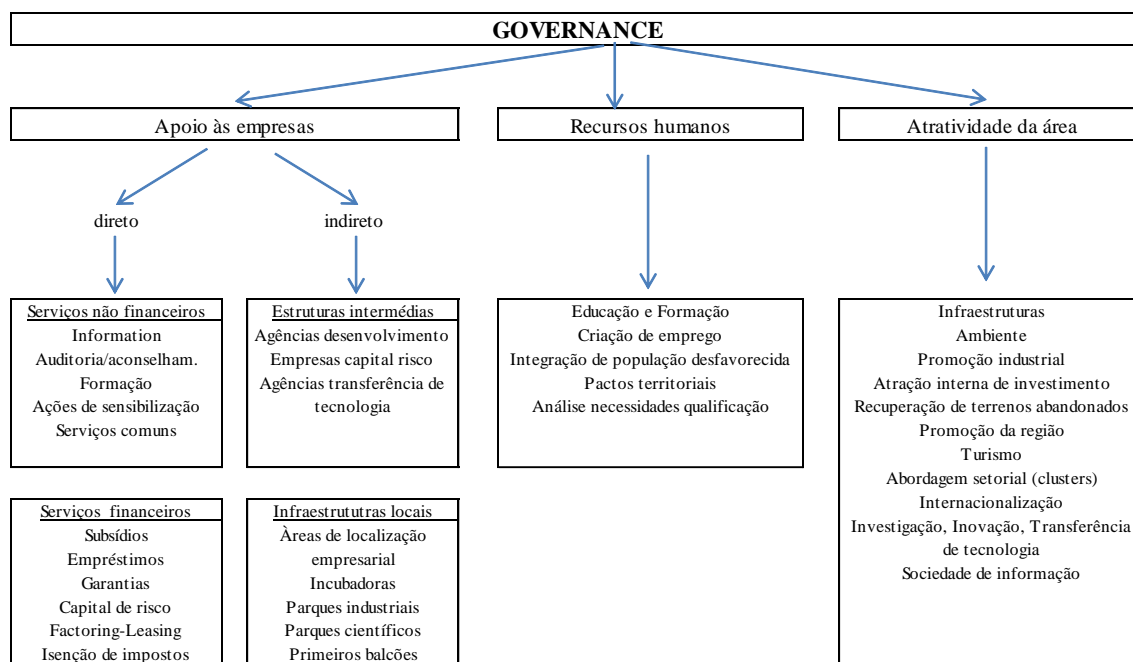 GOVERNANCE
Apoio às empresas
Recursos humanos
Atratividade da área
direto
indireto
Serviços não financeiros
Information
Auditoria/aconselham.
Formação
Ações de sensibilização
Serviços comuns
Estruturas intermédias
Agências desenvolvimento
Empresas capital risco
Agências transferência de
tecnologia
Educação e Formação
Criação de emprego
Integração de população desfavorecida
Pactos territoriais
Análise necessidades qualificação
Infraestruturas
Ambiente
Promoção industrial
Atração interna de investimento
Recuperação de terrenos abandonados
Promoção da região
Turismo
Abordagem setorial (clusters)
Internacionalização
Investigação, Inovação, Transferência
de tecnologia
Sociedade de informação
Serviços financeiros
Subsídios
Empréstimos
Garantias
Capital de risco
Factoring-Leasing
Isenção de impostos
Infraestrututras locais
Àreas de localização
empresarial
Incubadoras
Parques industriais
Parques científicos
Primeiros balcões